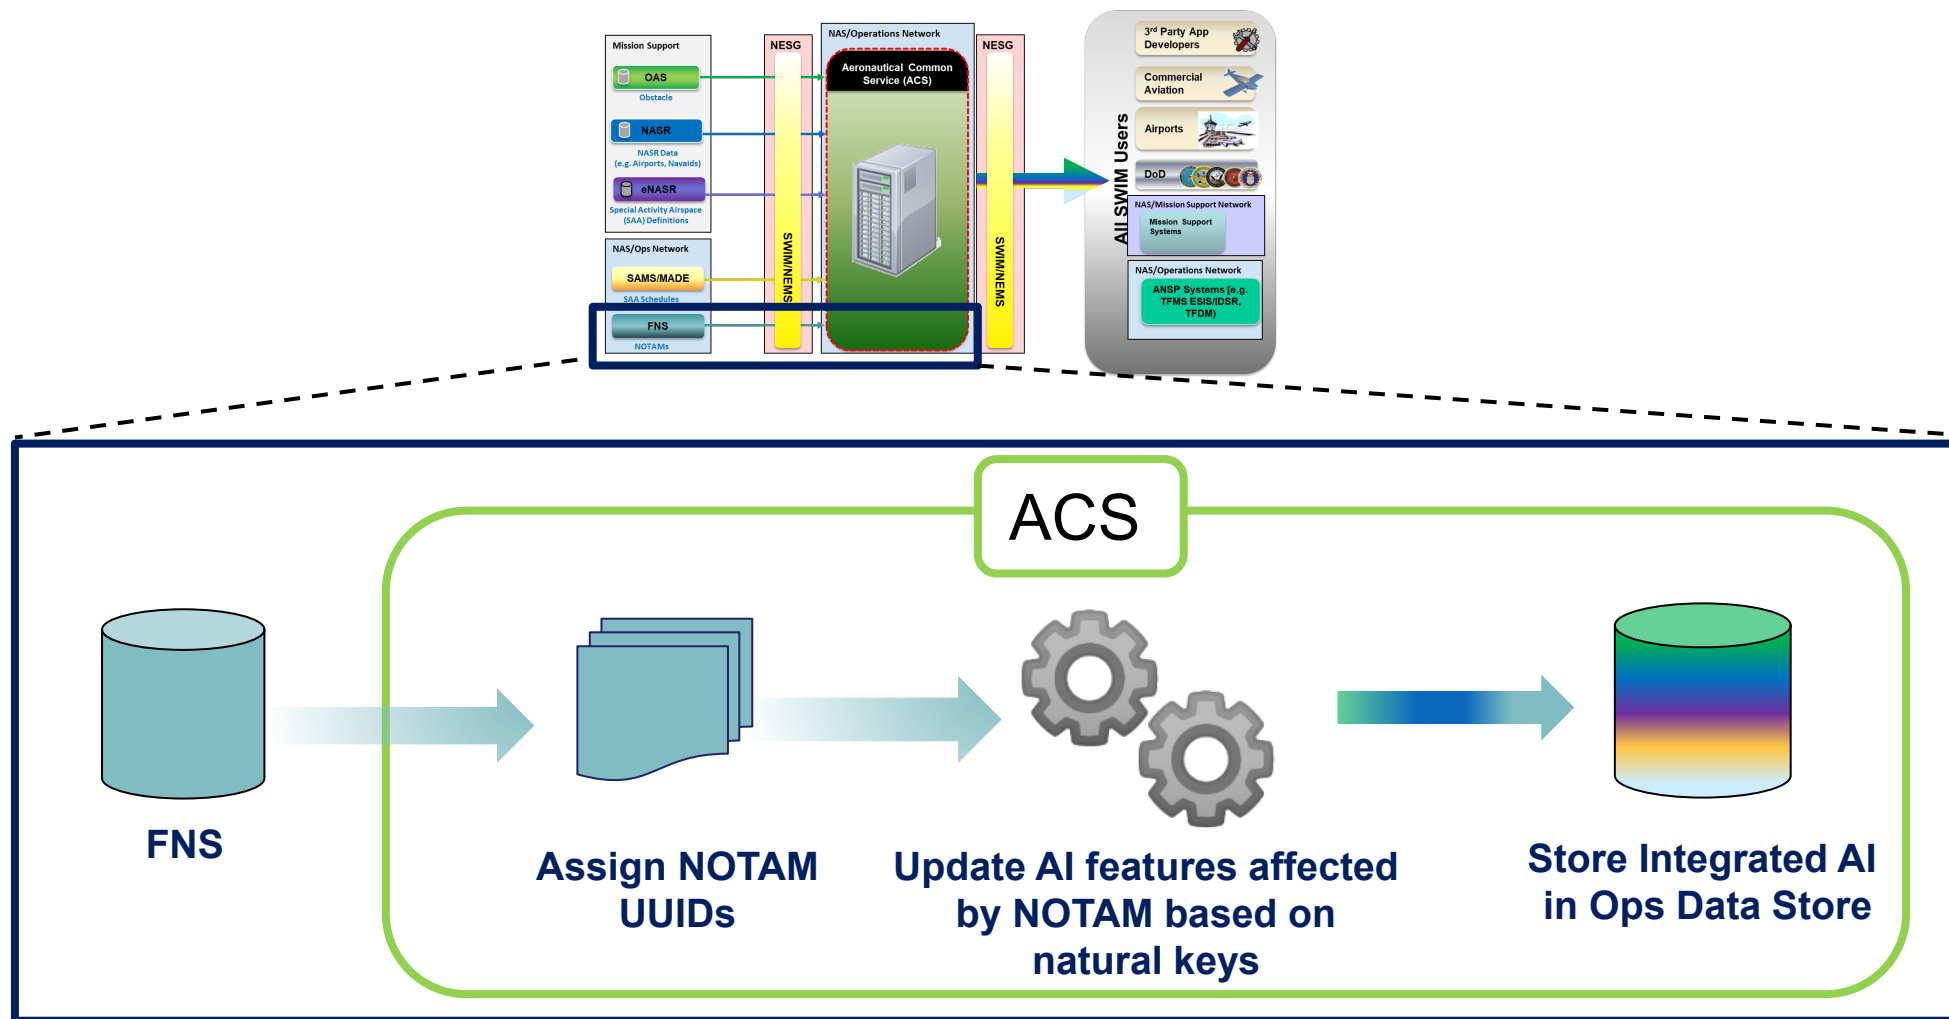 Mission Support
OAS
Obstacle
NASR
NASR Data
(e.g. Airports, Navaids)
eNASR
Special Activity Airspace
(SAA) Definitions
NAS/Ops Network
SAMS/MADE
SAA Schedules
FNS
NOTAMs
NESG
SWIM/NEMS
NAS/Operations Network
Aeronautical Common
Service (ACS)
NESG
SWIM/NEMS
All SWIM Users
3rd Party App
Developers
Commercial
Aviation
Airports
DoD
NAS/Mission Support Network
Mission Support
Systems
NAS/Operations Network
ANSP Systems [e.g.
TFMS ESIS/IDSR,
TFDM)
ACS
FNS
Assign NOTAM
UUIDs
Update AI features affected
by NOTAM based on
natural keys
Store Integrated AI
in Ops Data Store